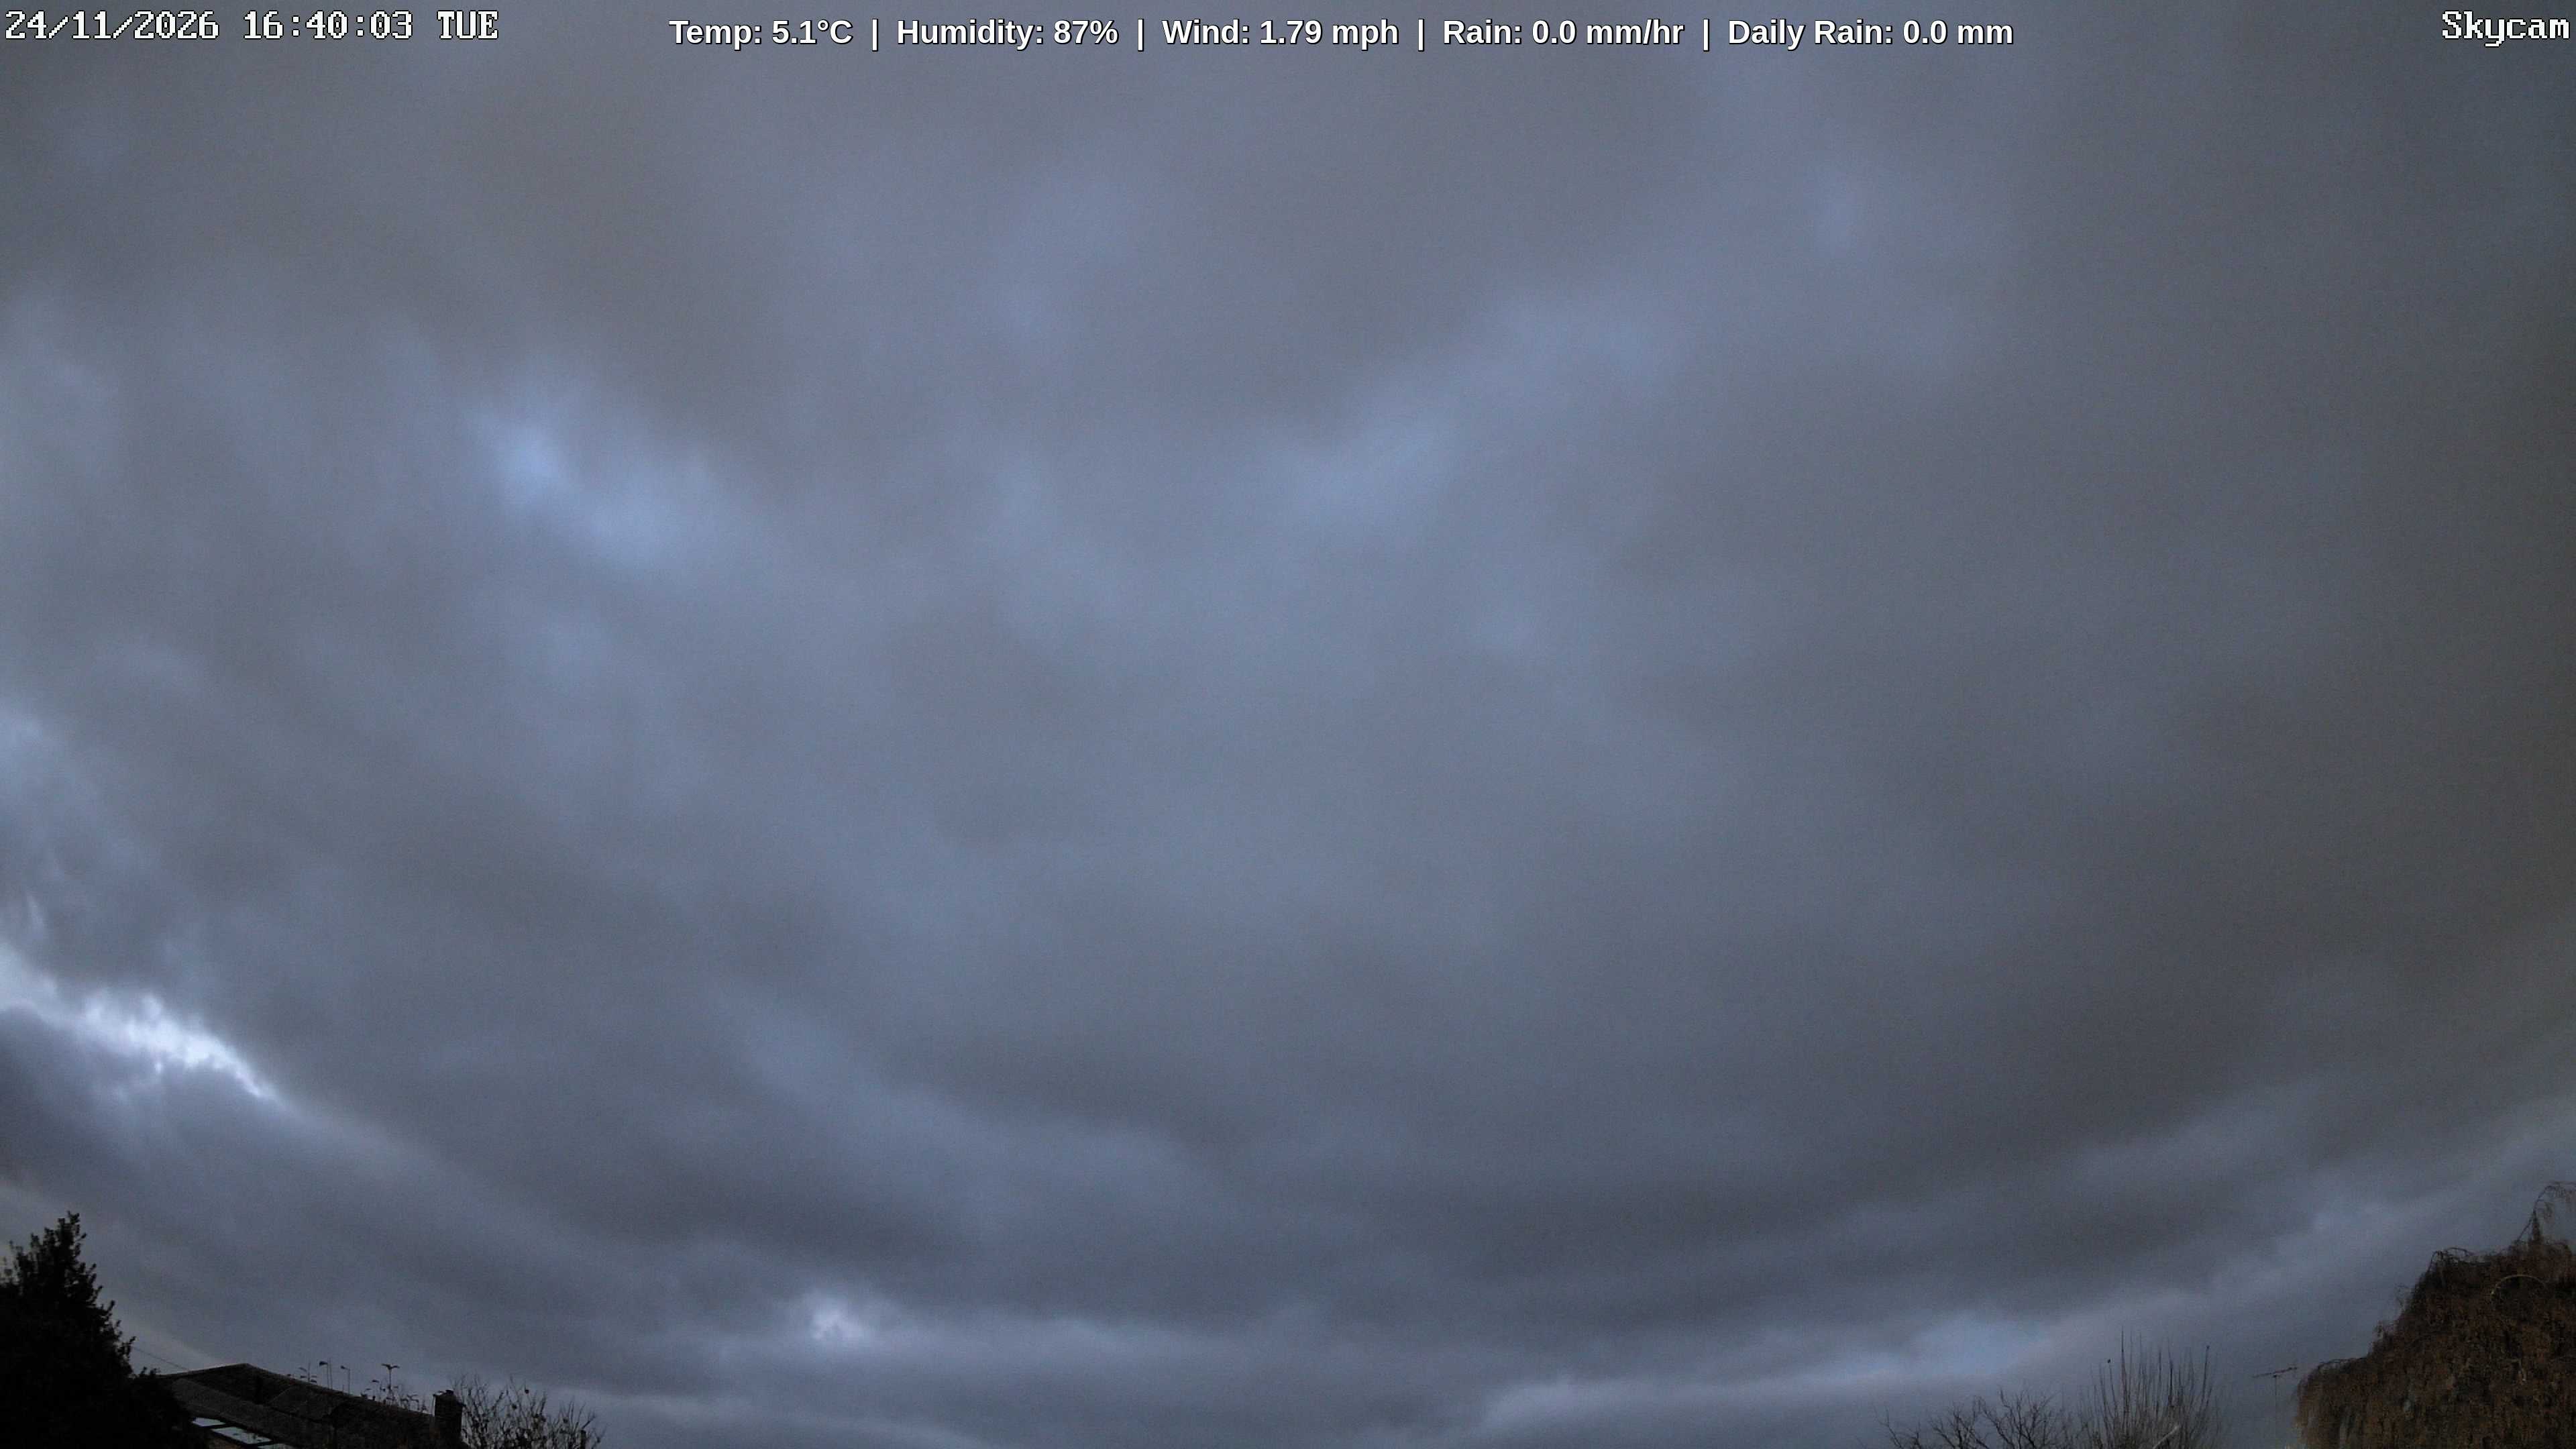 24/11/2026 16:40:03 TUE
Temp: 5.1°C | Humidity: 87% | Wind: 1.79 mph | Rain: 0.0 mm/hr | Daily Rain: 0.0 mm
Skycam